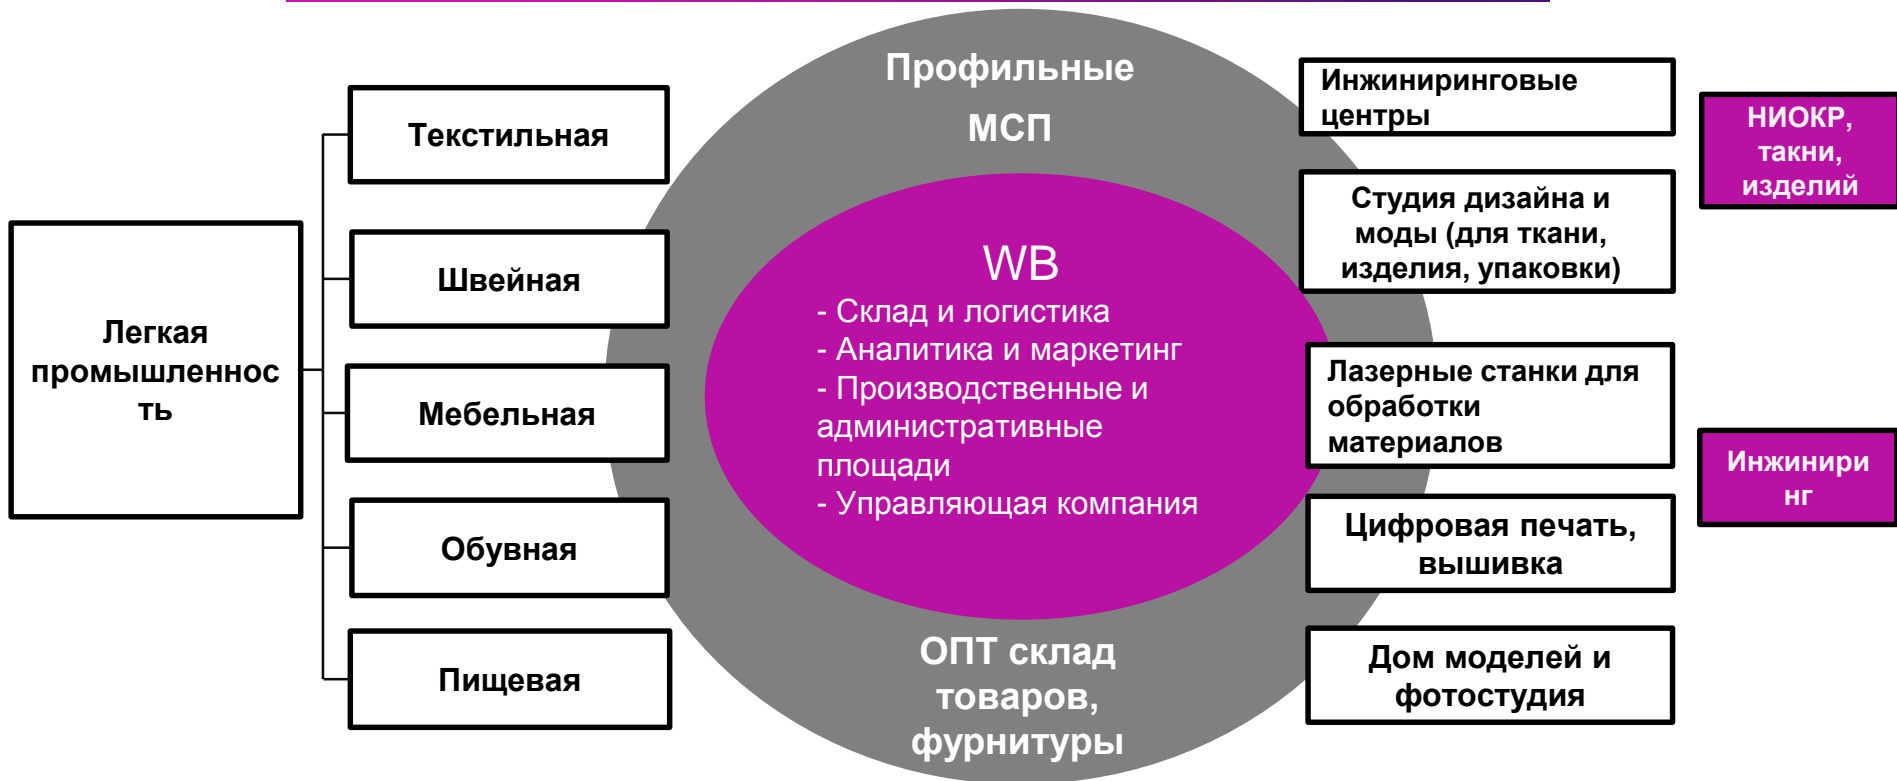 Легкая
промышленнос
ть
Текстильная
Швейная
Мебельная
Обувная
Пищевая
Профильные
МСП
WB
- Склад и логистика
- Аналитика и маркетинг
- Производственные и
административные
площади
- Управляющая компания
ОПТ склад
товаров,
фурнитуры
Инжиниринговые
центры
Студия дизайна и
моды (для ткани,
изделия, упаковки)
Лазерные станки для
обработки
материалов
Цифровая печать,
вышивка
Дом моделей и
фотостудия
НИОКР,
такни,
изделий
Инжинири
нг